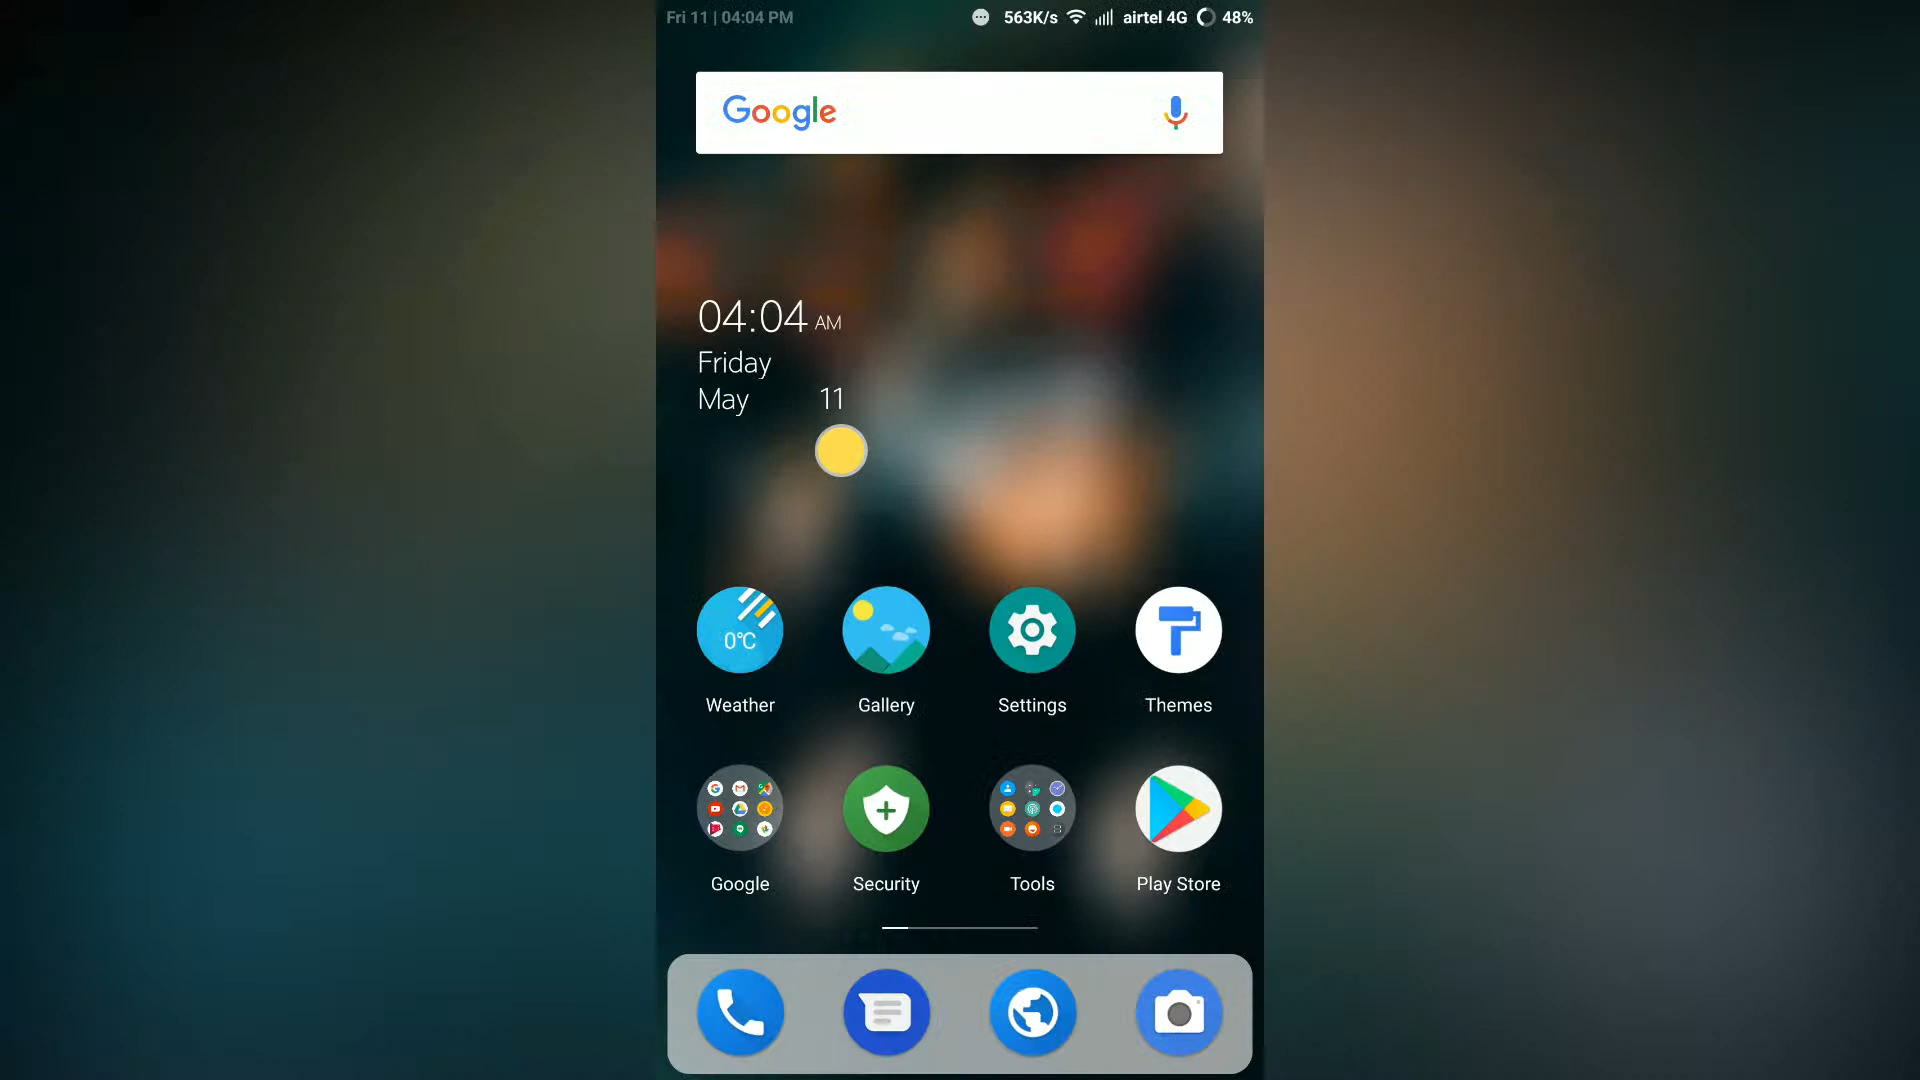 Fri 11 | 04:04 PM 563K/s airtel 4G 48%
Google
04:04 AM
Friday
May 11
0°C
Weather Gallery Settings Themes
Google Security Tools Play Store